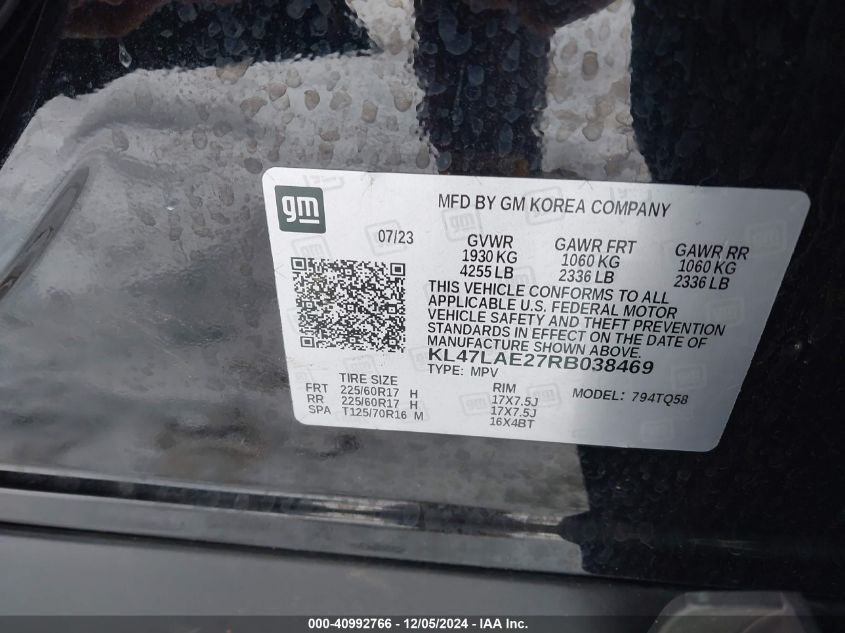 gm
MFD BY GM KOREA COMPANY
07/23
GVWR GAWR FRT GAWR RR
1930 KG 1060 KG 1060 KG
4255 LB 2336 LB 2336 LB
THIS VEHICLE CONFORMS TO ALL
APPLICABLE U.S. FEDERAL MOTOR
VEHICLE SAFETY AND THEFT PREVENTION
STANDARDS IN EFFECT ON THE DATE OF
MANUFACTURE SHOWN ABOVE.
KL47LAE27RB038469
TYPE: MPV
TIRE SIZE RIM MODEL: 794TQ58
FRT 225/60R17 H 17X7.5J
RR 225/60R17 H 17X7.5J
SPA T125/70R16 M 16X4BT
000-40992766 - 12/05/2024 - IAA Inc.